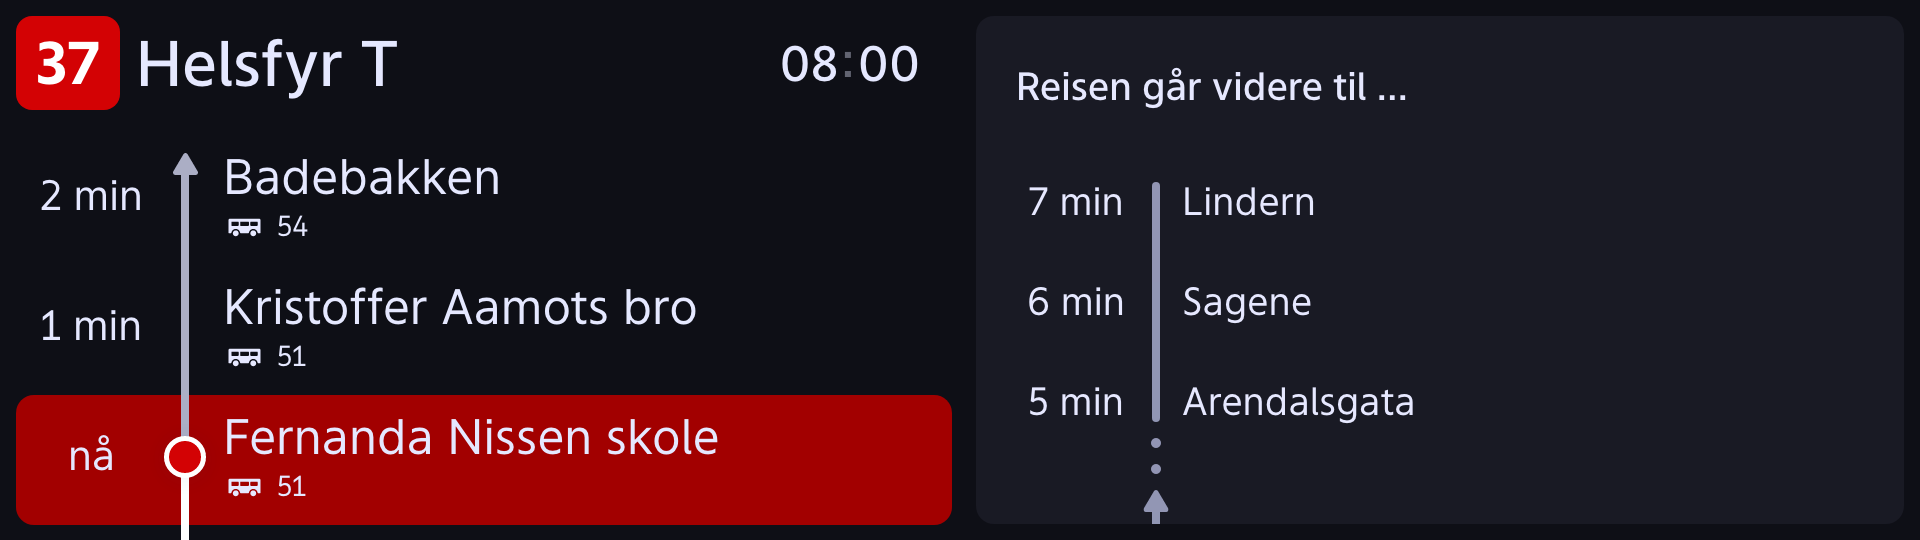 37 Helsfyr T 08:00
2 min Badebakken
54
1 min Kristoffer Aamots bro
51
nå Fernanda Nissen skole
51
Reisen går videre til ...
7 min Lindern
6 min Sagene
5 min Arendalsgata